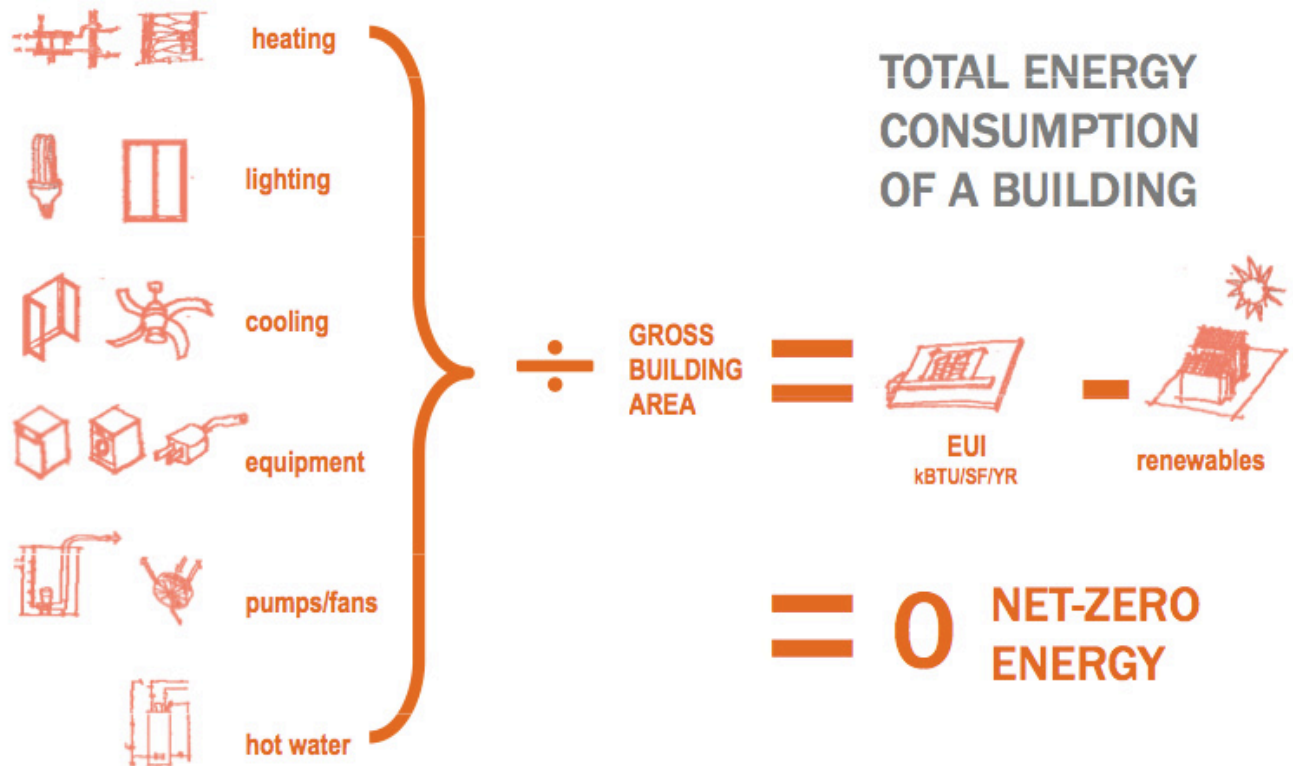 heating
lighting
cooling
equipment
pumps/fans
hot water
÷
GROSS
BUILDING
AREA
=
TOTAL ENERGY
CONSUMPTION
OF A BUILDING
EUI
kBTU/SF/YR
-
renewables
= 0 NET-ZERO
ENERGY